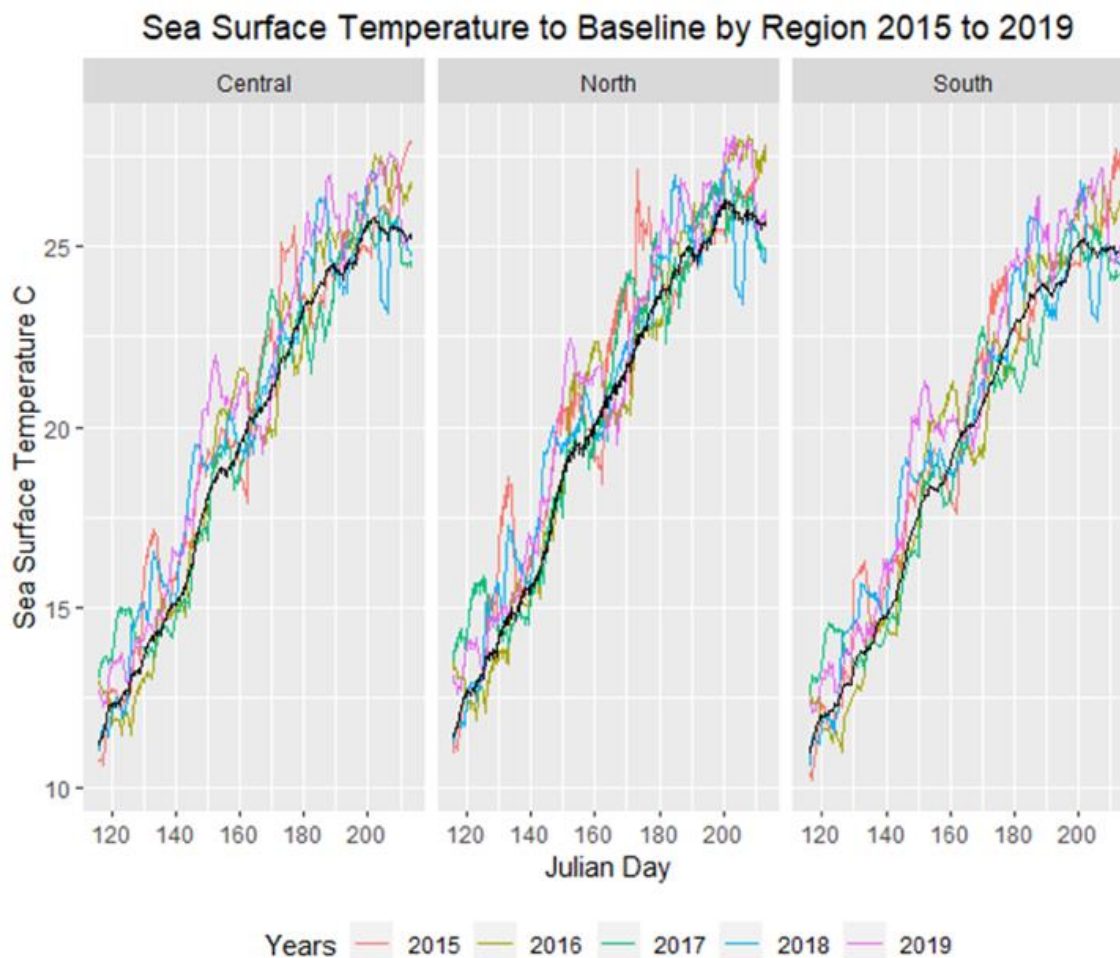 Sea Surface Temperature to Baseline by Region 2015 to 2019
Central North South
Sea Surface Temperature C
25
20
15
10
120 140 160 180 200 120 140 160 180 200 120 140 160 180 200
Julian Day
Years 2015 2016 2017 2018 2019